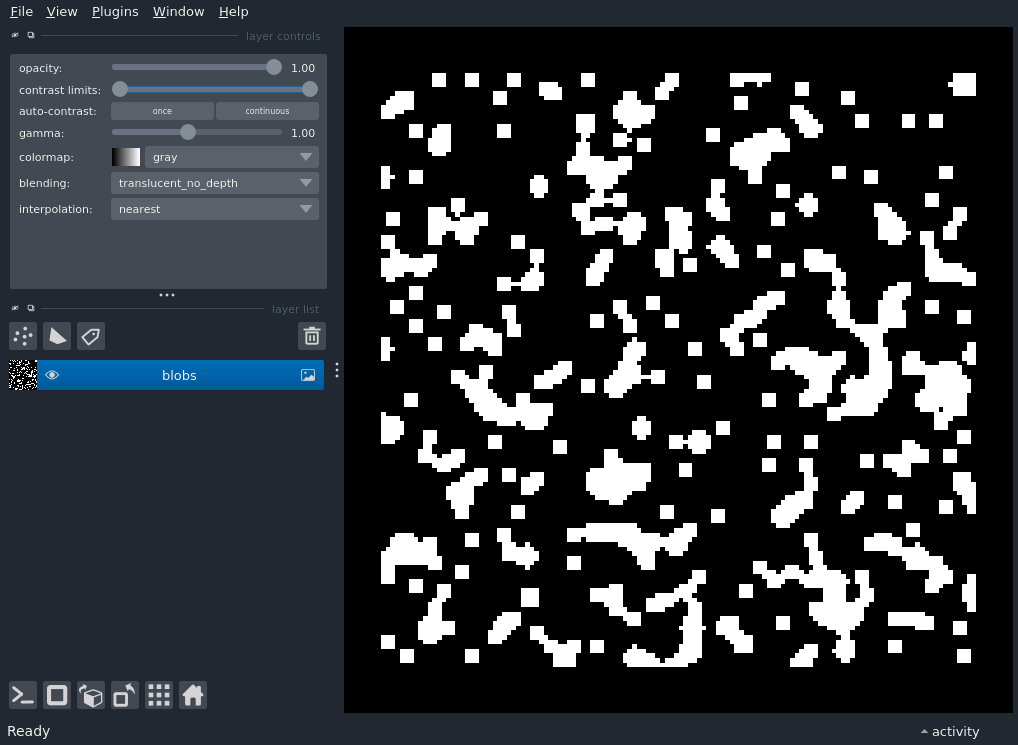 File View Plugins Window Help
layer controls
opacity: 1.00
contrast limits:
auto-contrast: once continuous
gamma: 1.00
colormap: gray
blending: translucent_no_depth
interpolation: nearest
layer list
blobs
Ready activity